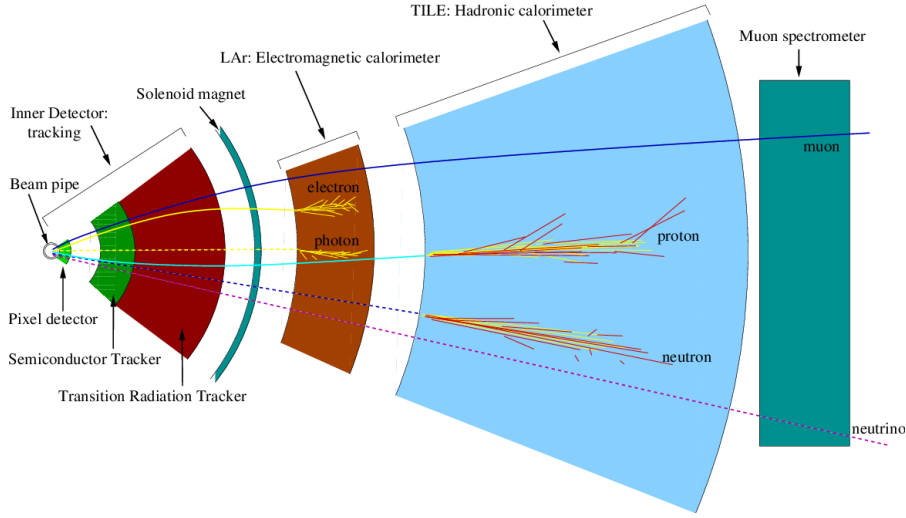 TILE: Hadronic calorimeter
Muon spectrometer
LAr: Electromagnetic calorimeter
Solenoid magnet
Inner Detector:
tracking
Beam pipe
muon
electron
photon
proton
Pixel detector
Semiconductor Tracker
neutron
Transition Radiation Tracker
neutrino